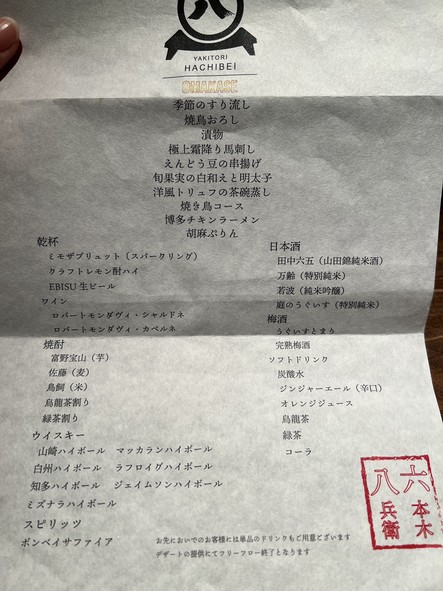 八
YAKITORI
HACHIBEI
OMAKASE
季節のすり流し
焼鳥おろし
漬物
極上霜降り馬刺し
えんどう豆の串揚げ
旬果実の白和えと明太子
洋風トリュフの茶碗蒸し
焼き鳥コース
博多チキンラーメン
胡麻ぷりん
乾杯
ミモザブリュット（スパークリング）
クラフトレモン酎ハイ
EBISU 生ビール
ワイン
ロバートモンダヴィ・シャルドネ
ロバートモンダヴィ・カベルネ
焼酎
富野宝山（芋）
佐藤（麦）
鳥飼（米）
烏龍茶割り
緑茶割り
ウイスキー
山崎ハイボール　マッカランハイボール
白州ハイボール　ラフロイグハイボール
知多ハイボール　ジェイムソンハイボール
ミズナラハイボール
スピリッツ
ボンベイサファイア
日本酒
田中六五（山田錦純米酒）
万齢（特別純米）
若波（純米吟醸）
庭のうぐいす（特別純米）
梅酒
うぐいすとまり
完熟梅酒
ソフトドリンク
炭酸水
ジンジャーエール（辛口）
オレンジジュース
烏龍茶
緑茶
コーラ
お先においでのお客様には単品のドリンクもご用意ございます
デザートの提供にてフリーフロー終了となります
六本木
八兵衛